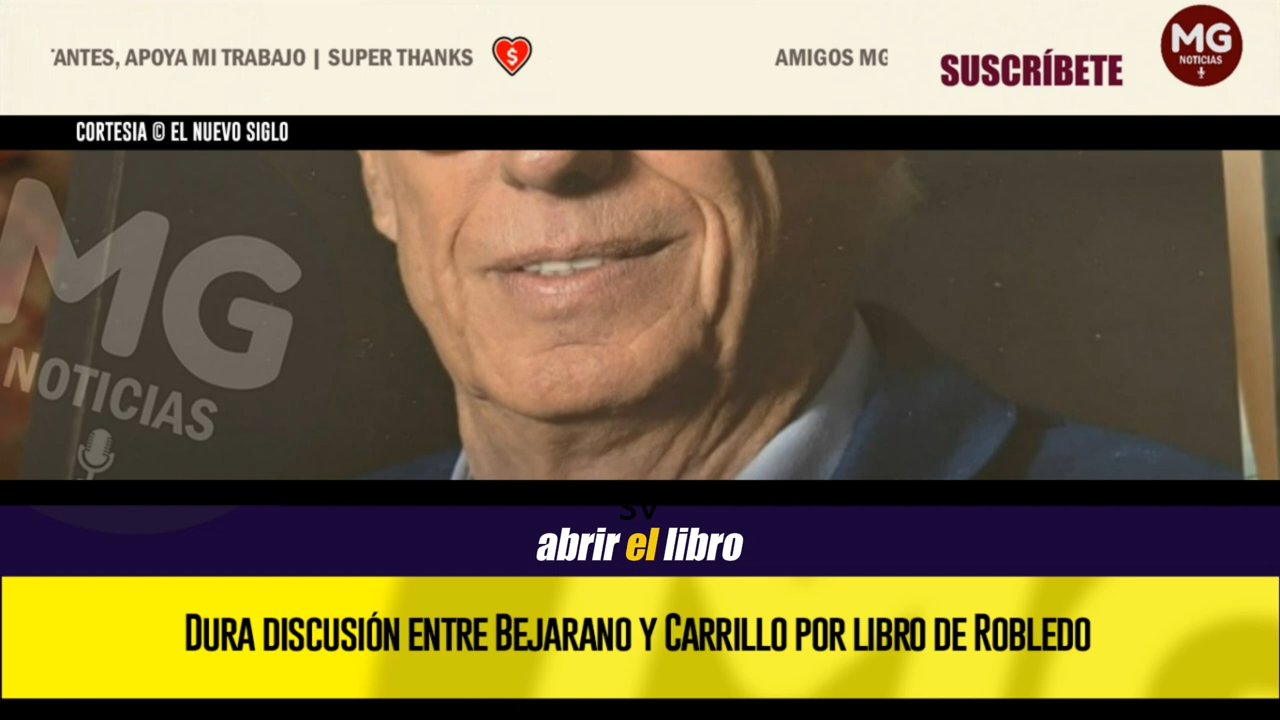 ANTES, APOYA MI TRABAJO | SUPER THANKS
$
AMIGOS MG
SUSCRÍBETE
MG
NOTICIAS
CORTESIA © EL NUEVO SIGLO
MG
NOTICIAS
abrir el libro
DURA DISCUSIÓN ENTRE BEJARANO Y CARRILLO POR LIBRO DE ROBLEDO